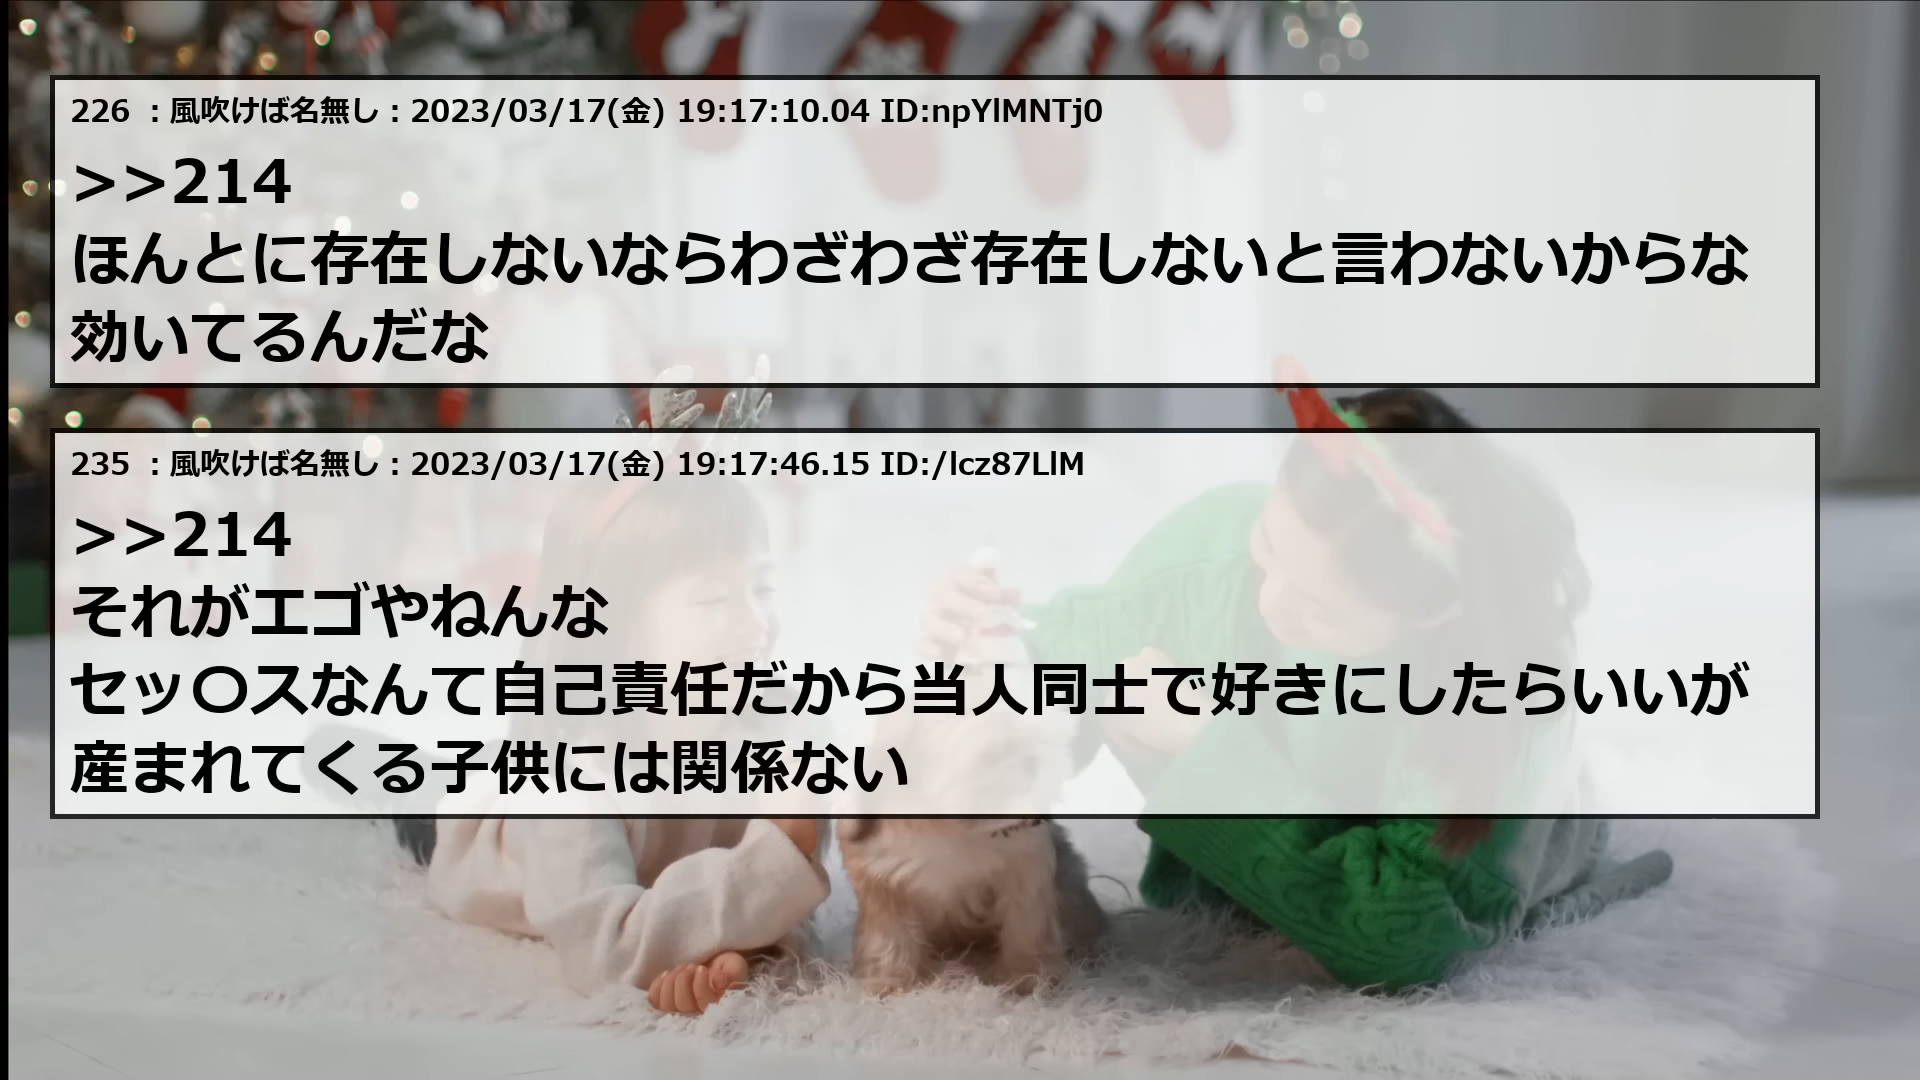 226 ：風吹けば名無し：2023/03/17(金) 19:17:10.04 ID:npYlMNTj0
>>214
ほんとに存在しないならわざわざ存在しないと言わないからな
効いてるんだな
235 ：風吹けば名無し：2023/03/17(金) 19:17:46.15 ID:/lcz87LlM
>>214
それがエゴやねんな
セッ〇スなんて自己責任だから当人同士で好きにしたらいいが
産まれてくる子供には関係ない